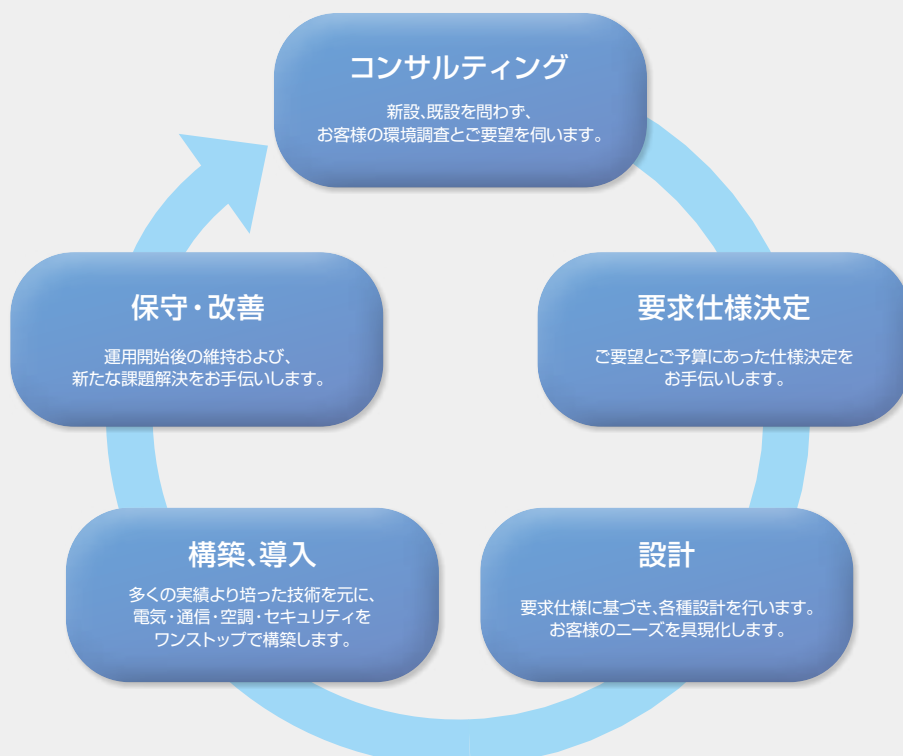 コンサルティング
新設、既設を問わず、
お客様の環境調査とご要望を伺います。
要求仕様決定
ご要望とご予算にあった仕様決定を
お手伝いします。
設計
要求仕様に基づき、各種設計を行います。
お客様のニーズを具現化します。
構築、導入
多くの実績より培った技術を元に、
電気・通信・空調・セキュリティを
ワンストップで構築します。
保守・改善
運用開始後の維持および、
新たな課題解決をお手伝いします。